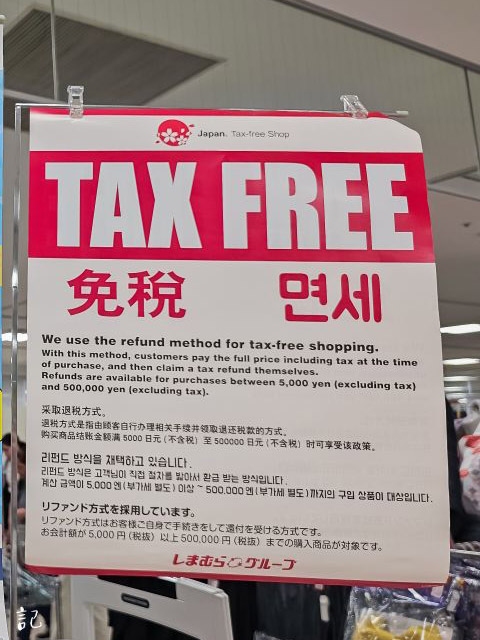 Japan. Tax-free Shop
TAX FREE
免税 면세
We use the refund method for tax-free shopping.
With this method, customers pay the full price including tax at the time
of purchase, and then claim a tax refund themselves.
Refunds are available for purchases between 5,000 yen (excluding tax)
and 500,000 yen (excluding tax).
采取退税方式。
退税方式是指由顾客自行办理相关手续并领取退还税款的方式。
购买商品结账金额满 5000 日元（不含税）至 500000 日元（不含税）时可享受该政策。
리펀드 방식을 채택하고 있습니다.
리펀드 방식은 고객님이 직접 절차를 밟아서 환급 받는 방식입니다.
계산 금액이 5,000엔 (부가세 별도) 이상 ~ 500,000엔 (부가세 별도) 까지의 구입 상품이 대상입니다.
リファンド方式を採用しています。
リファンド方式はお客様ご自身で手続きをして還付を受ける方式です。
お会計額が 5,000円（税抜）以上 500,000円（税抜）までの購入商品が対象です。
しまむらグループ
記